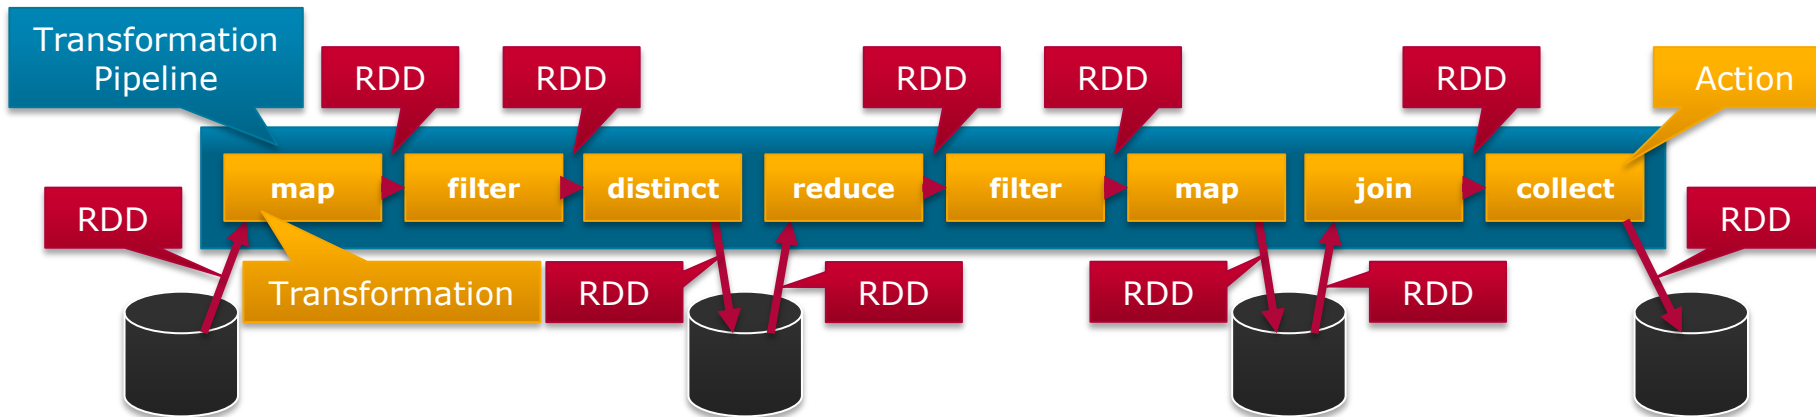 Transformation
Pipeline
RDD
RDD
RDD
RDD
RDD
Action
map
filter
distinct
reduce
filter
map
join
collect
RDD
RDD
Transformation
RDD
RDD
RDD
RDD